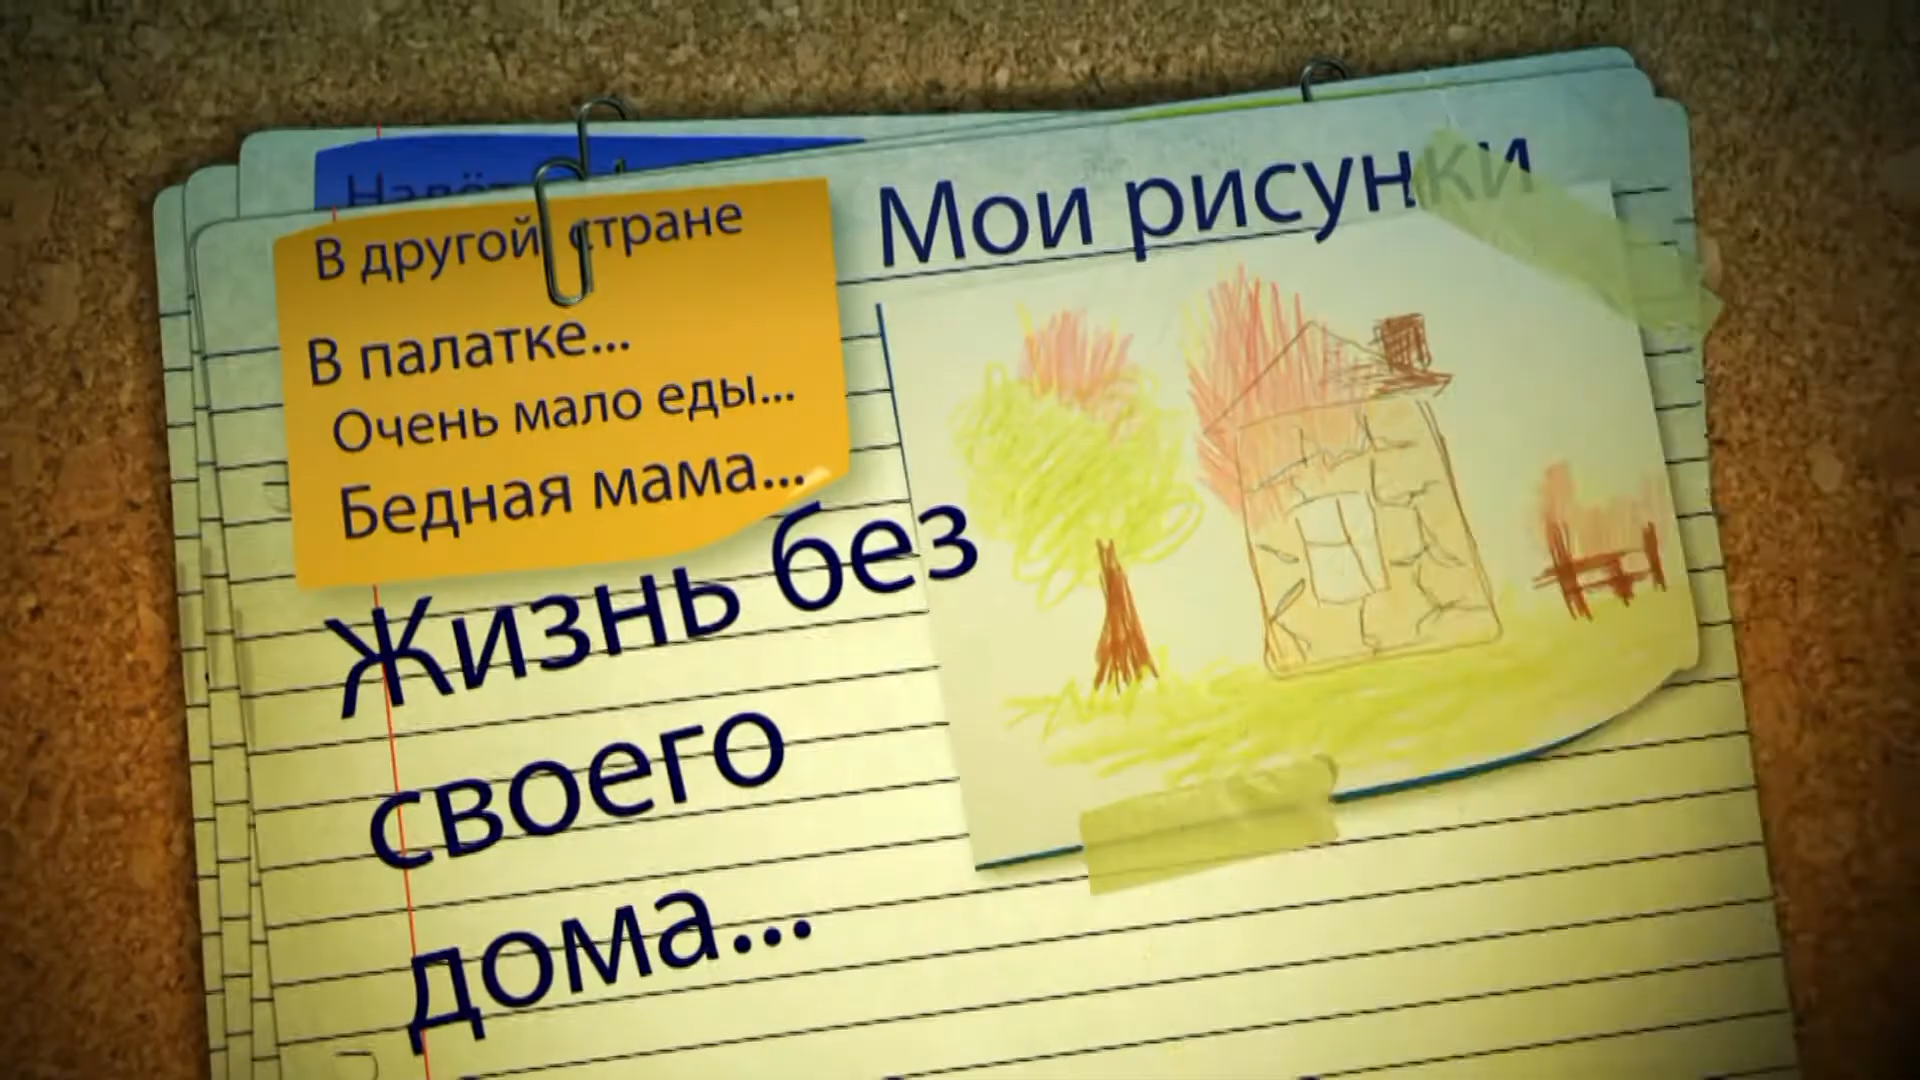 В другой стране
В палатке...
Очень мало еды...
Бедная мама...
Мои рисунки
Жизнь без
своего
дома...